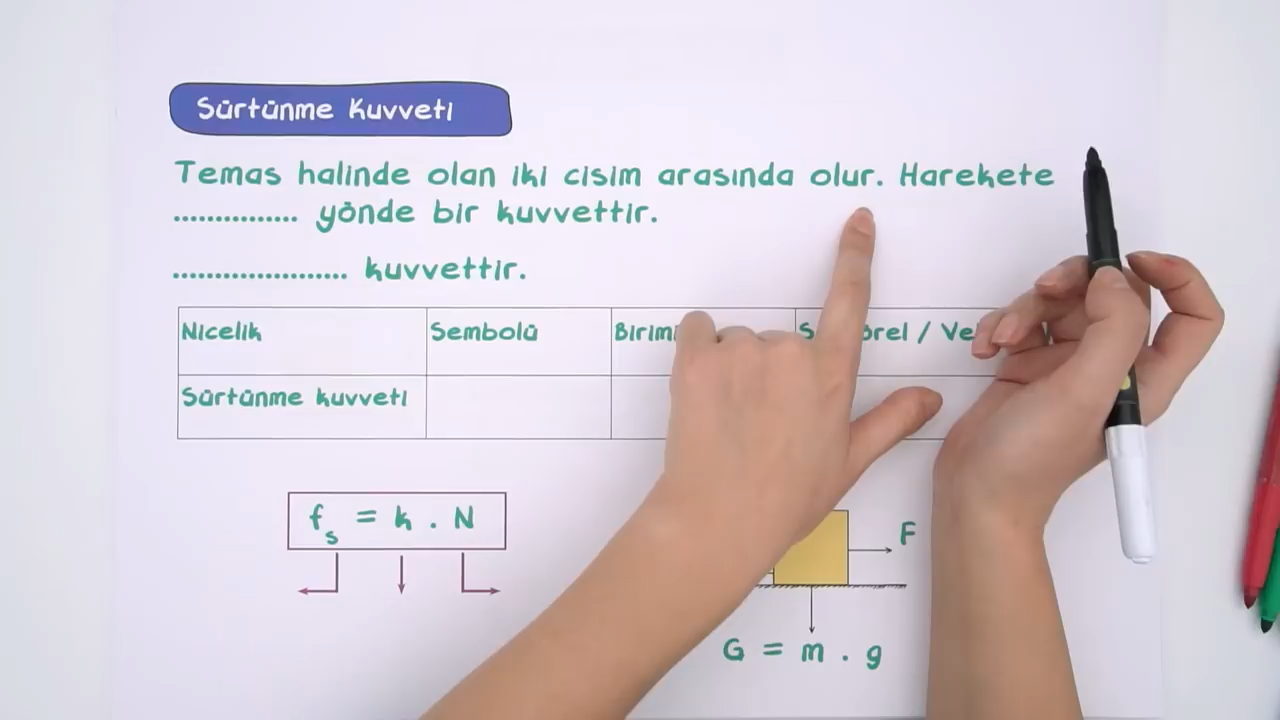 Sürtünme Kuvveti
Temas halinde olan iki cisim arasında olur. Harekete
............... yönde bir kuvvettir.
..................... kuvvettir.
Nicelik Sembolü
Sürtünme kuvveti
fs = k . N
F
G = m . g